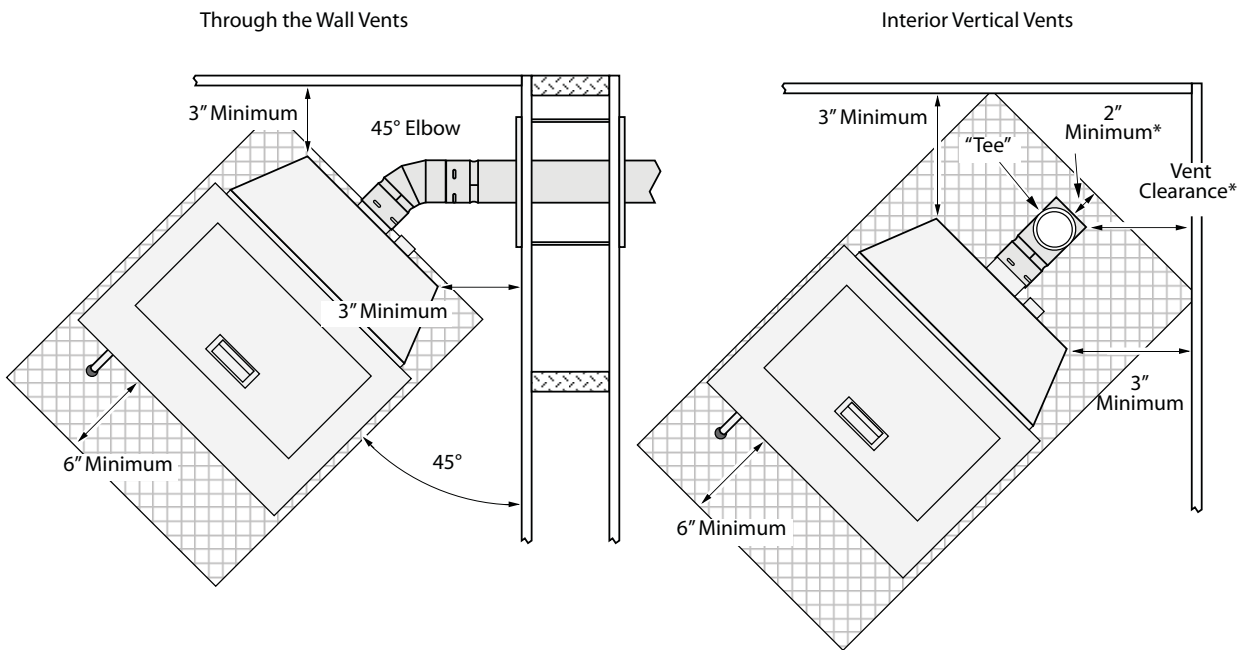 Through the Wall Vents
3” Minimum
45° Elbow
3” Minimum
6” Minimum
45°
Interior Vertical Vents
3” Minimum
“Tee”
2”
Minimum*
Vent
Clearance*
3”
Minimum
6” Minimum